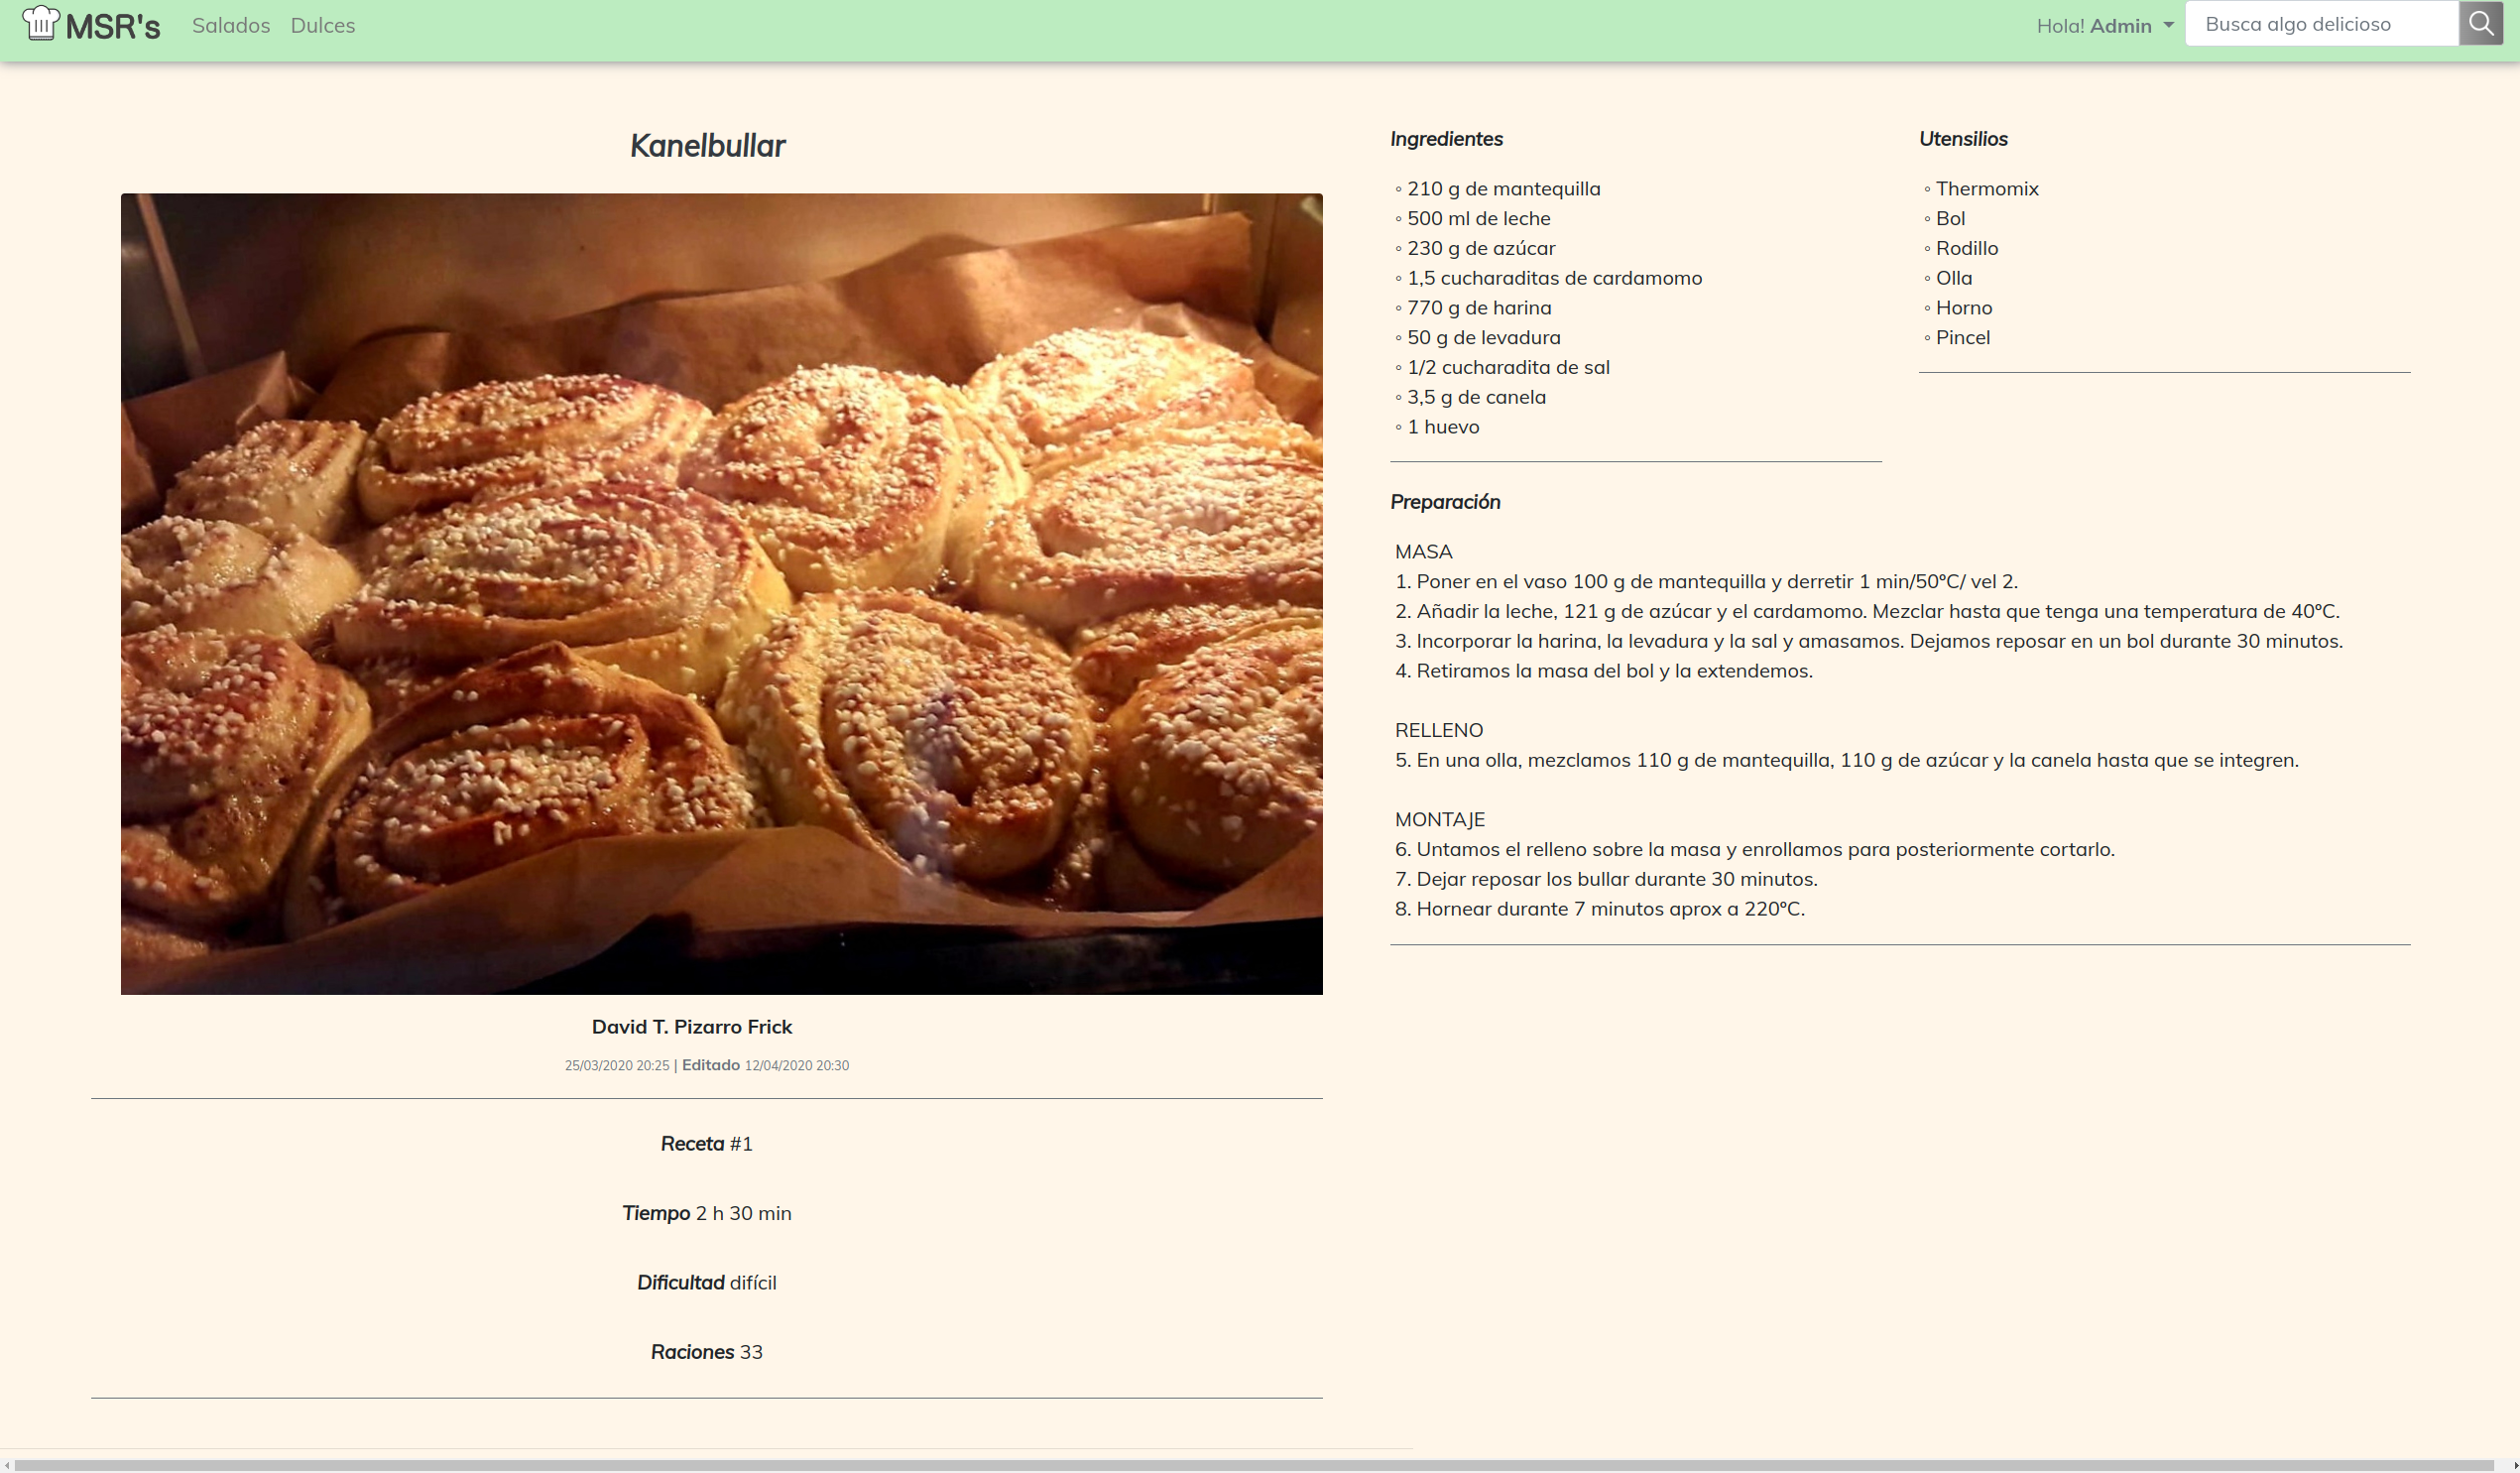 MSR's
Salados
Dulces
Hola! Admin
Busca algo delicioso
Kanelbullar
David T. Pizarro Frick
25/03/2020 20:25 | Editado 12/04/2020 20:30
Receta #1
Tiempo 2 h 30 min
Dificultad difícil
Raciones 33
Ingredientes
◦ 210 g de mantequilla
◦ 500 ml de leche
◦ 230 g de azúcar
◦ 1,5 cucharaditas de cardamomo
◦ 770 g de harina
◦ 50 g de levadura
◦ 1/2 cucharadita de sal
◦ 3,5 g de canela
◦ 1 huevo
Utensilios
◦ Thermomix
◦ Bol
◦ Rodillo
◦ Olla
◦ Horno
◦ Pincel
Preparación
MASA
1. Poner en el vaso 100 g de mantequilla y derretir 1 min/50ºC/ vel 2.
2. Añadir la leche, 121 g de azúcar y el cardamomo. Mezclar hasta que tenga una temperatura de 40ºC.
3. Incorporar la harina, la levadura y la sal y amasamos. Dejamos reposar en un bol durante 30 minutos.
4. Retiramos la masa del bol y la extendemos.
RELLENO
5. En una olla, mezclamos 110 g de mantequilla, 110 g de azúcar y la canela hasta que se integren.
MONTAJE
6. Untamos el relleno sobre la masa y enrollamos para posteriormente cortarlo.
7. Dejar reposar los bullar durante 30 minutos.
8. Hornear durante 7 minutos aprox a 220ºC.